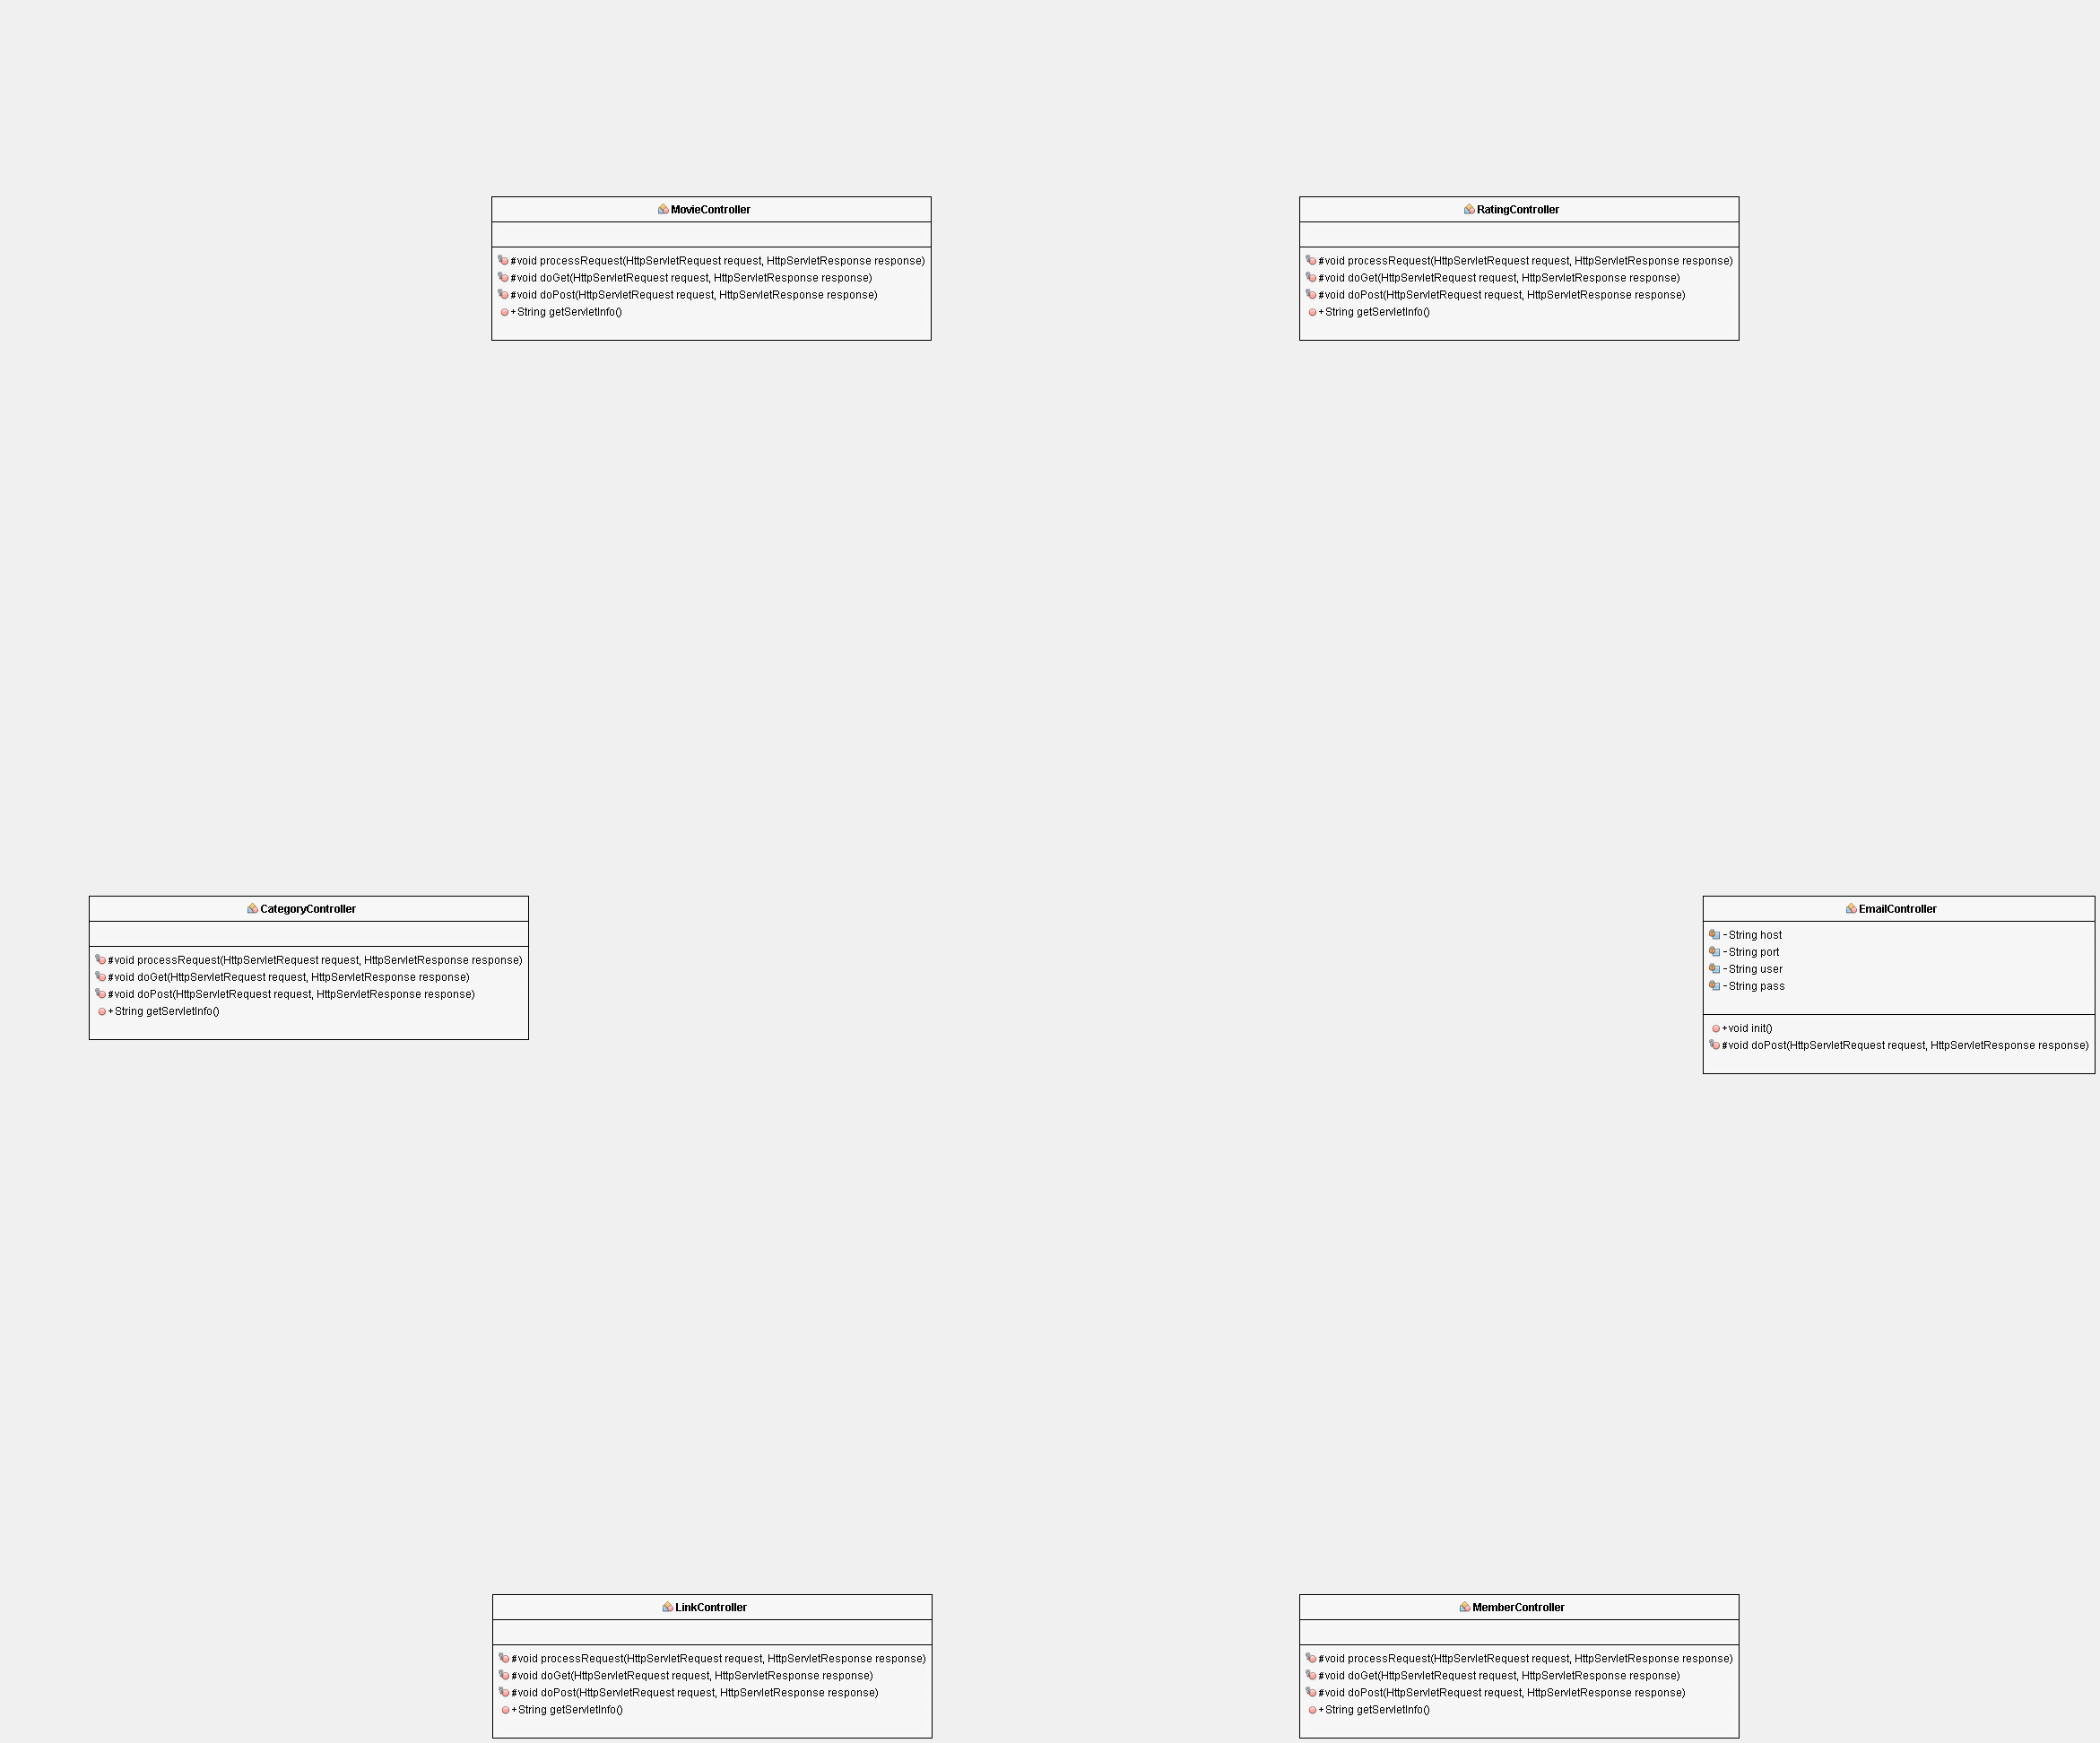 MovieController
#void processRequest(HttpServletRequest request, HttpServletResponse response)
#void doGet(HttpServletRequest request, HttpServletResponse response)
#void doPost(HttpServletRequest request, HttpServletResponse response)
+String getServletInfo()
RatingController
#void processRequest(HttpServletRequest request, HttpServletResponse response)
#void doGet(HttpServletRequest request, HttpServletResponse response)
#void doPost(HttpServletRequest request, HttpServletResponse response)
+String getServletInfo()
CategoryController
#void processRequest(HttpServletRequest request, HttpServletResponse response)
#void doGet(HttpServletRequest request, HttpServletResponse response)
#void doPost(HttpServletRequest request, HttpServletResponse response)
+String getServletInfo()
EmailController
-String host
-String port
-String user
-String pass
+void init()
#void doPost(HttpServletRequest request, HttpServletResponse response)
LinkController
#void processRequest(HttpServletRequest request, HttpServletResponse response)
#void doGet(HttpServletRequest request, HttpServletResponse response)
#void doPost(HttpServletRequest request, HttpServletResponse response)
+String getServletInfo()
MemberController
#void processRequest(HttpServletRequest request, HttpServletResponse response)
#void doGet(HttpServletRequest request, HttpServletResponse response)
#void doPost(HttpServletRequest request, HttpServletResponse response)
+String getServletInfo()